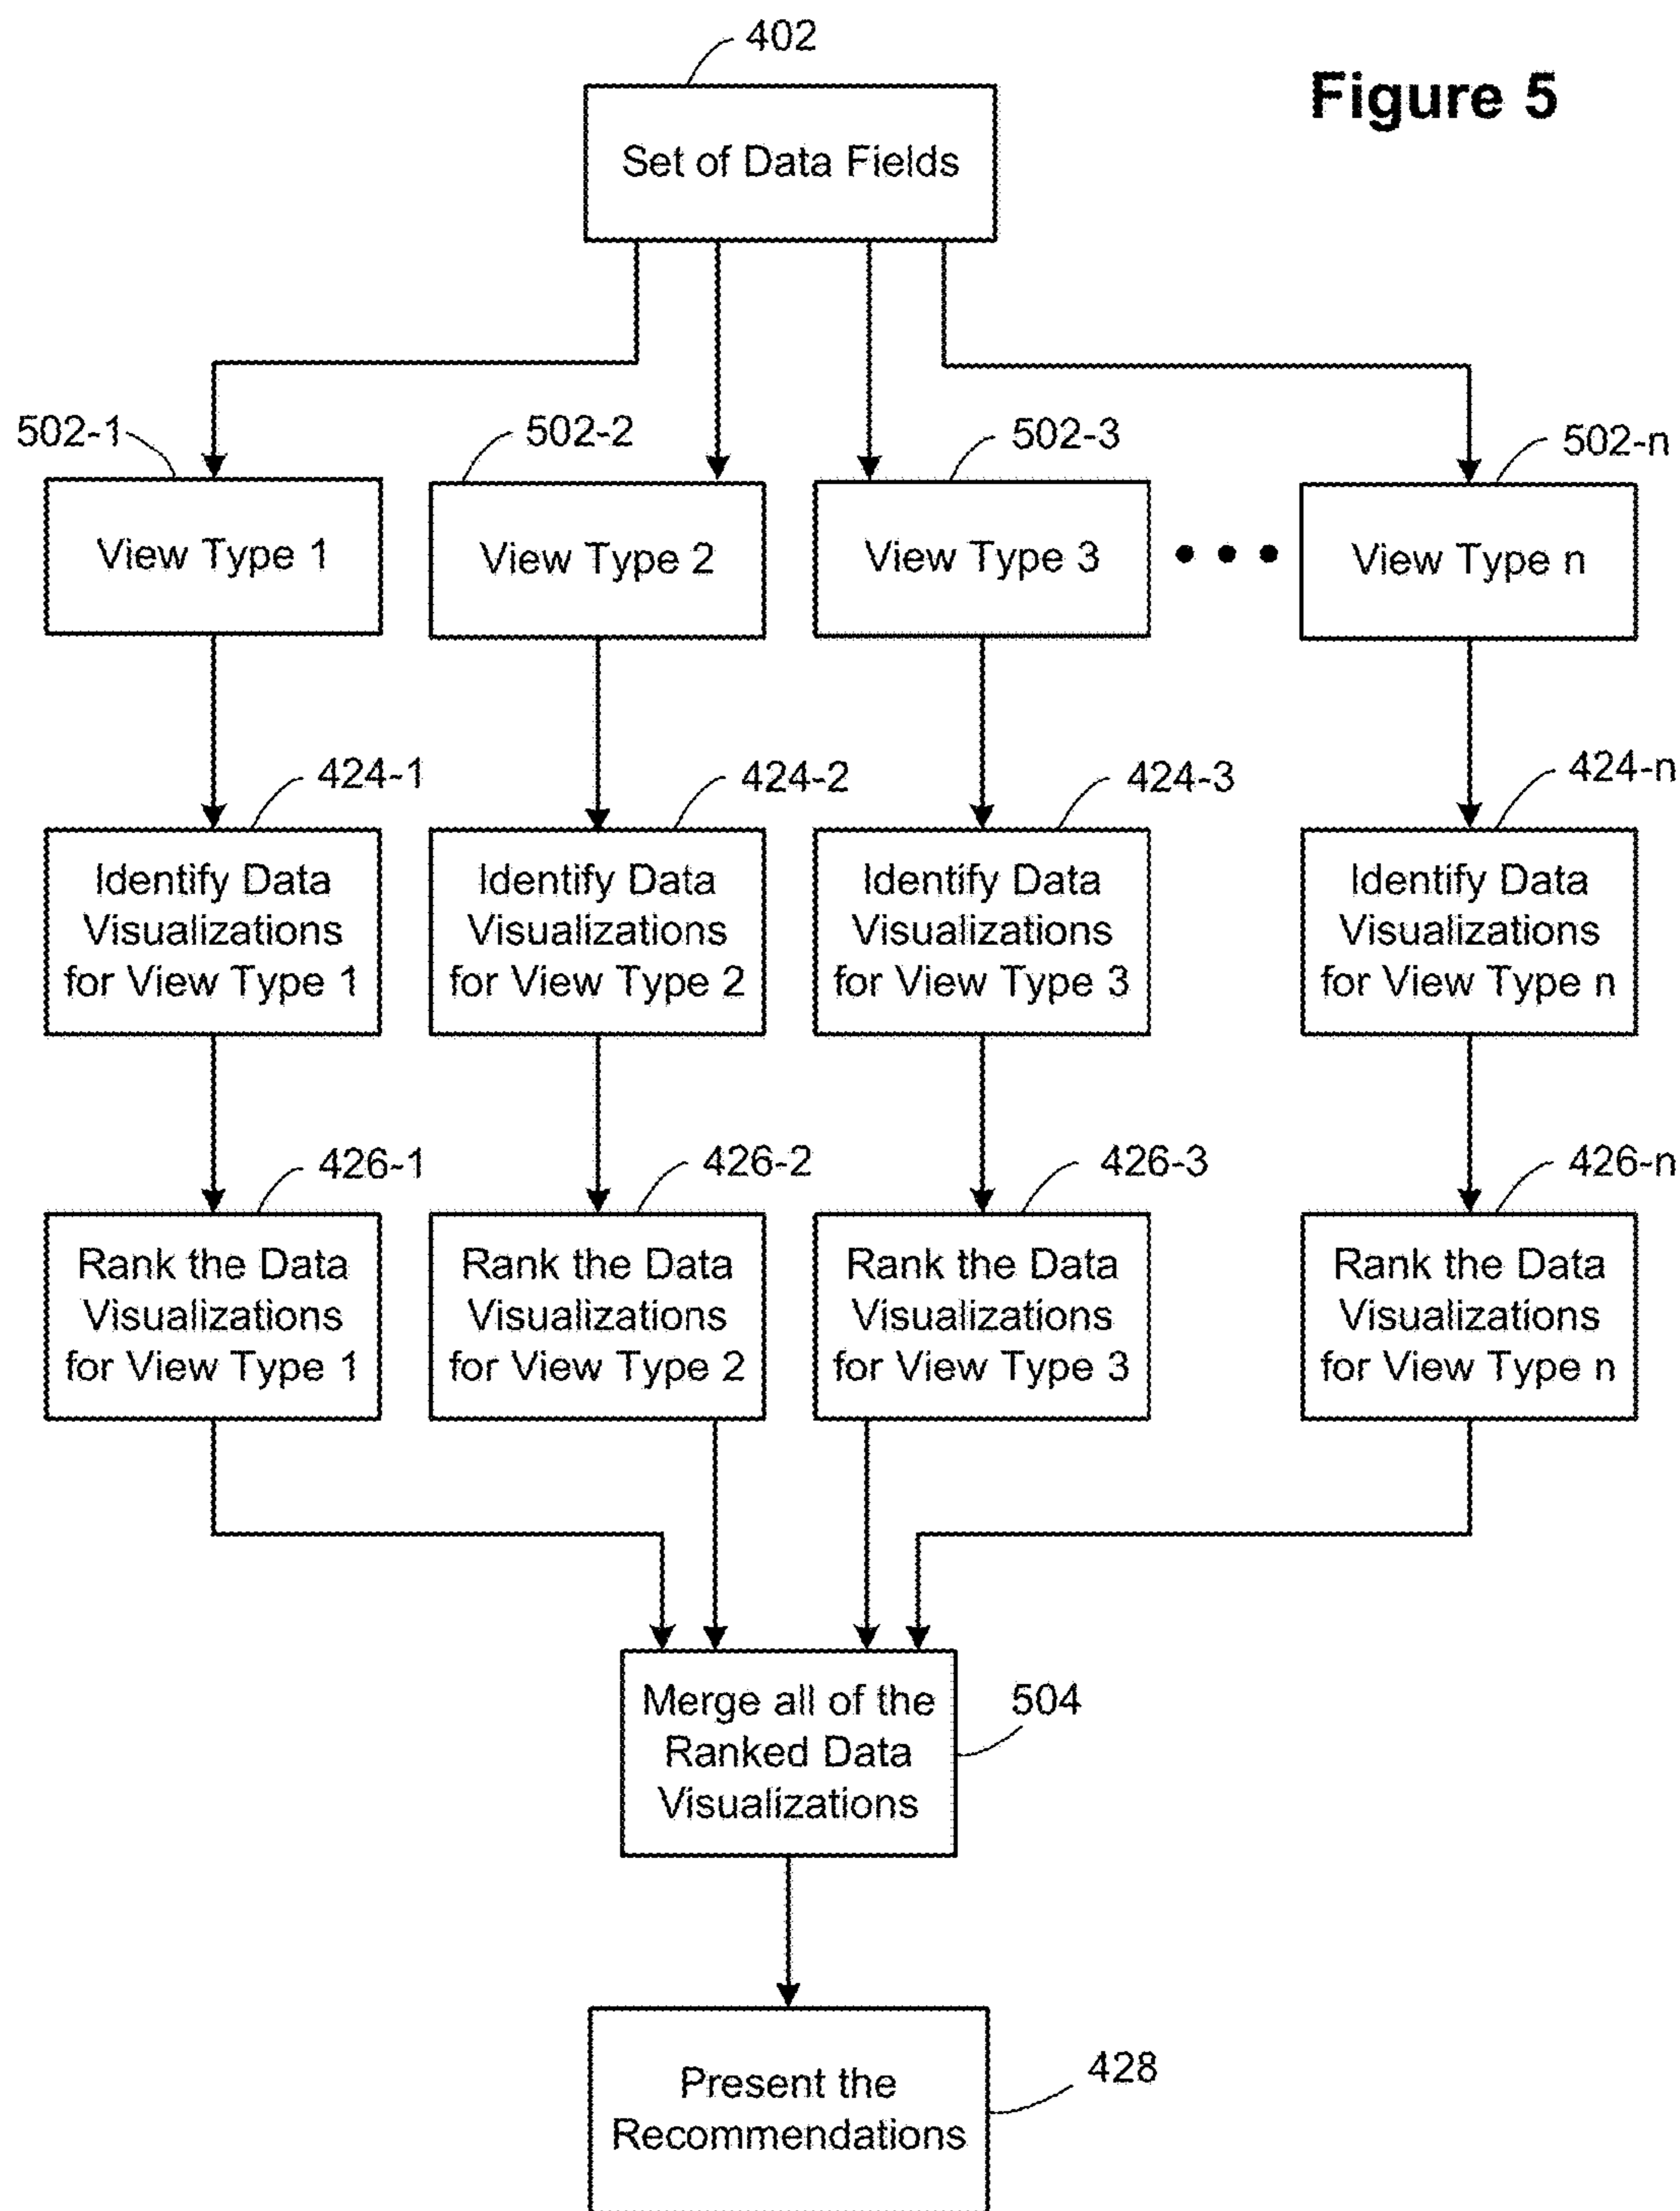 402
Figure 5
Set of Data Fields
502-1
502-2
502-3
502-n
View Type 1
View Type 2
View Type 3
View Type n
424-1
424-2
424-3
424-n
Identify Data
Visualizations
for View Type 1
Identify Data
Visualizations
for View Type 2
Identify Data
Visualizations
for View Type 3
Identify Data
Visualizations
for View Type n
426-1
426-2
426-3
426-n
Rank the Data
Visualizations
for View Type 1
Rank the Data
Visualizations
for View Type 2
Rank the Data
Visualizations
for View Type 3
Rank the Data
Visualizations
for View Type n
Merge all of the
Ranked Data
Visualizations
504
Present the
Recommendations
428